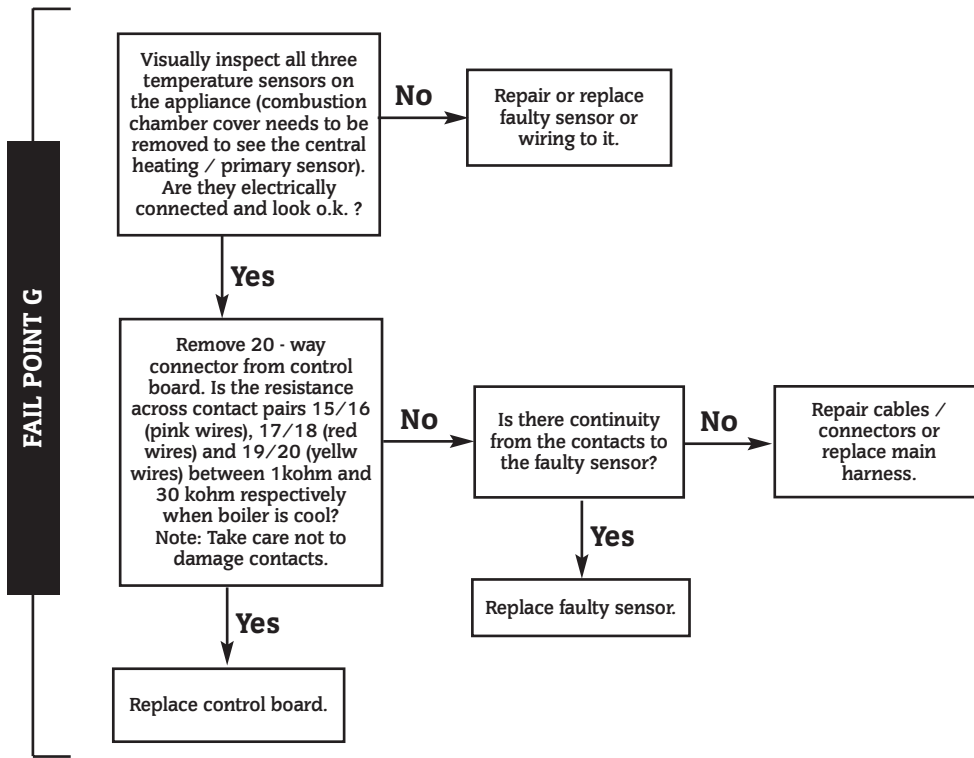 FAIL POINT G
Visually inspect all three
temperature sensors on
the appliance (combustion
chamber cover needs to be
removed to see the central
heating / primary sensor).
Are they electrically
connected and look o.k. ?
No
Repair or replace
faulty sensor or
wiring to it.
Yes
Remove 20 - way
connector from control
board. Is the resistance
across contact pairs 15/16
(pink wires), 17/18 (red
wires) and 19/20 (yellw
wires) between 1kohm and
30 kohm respectively
when boiler is cool?
Note: Take care not to
damage contacts.
No
Is there continuity
from the contacts to
the faulty sensor?
No
Repair cables /
connectors or
replace main
harness.
Yes
Replace faulty sensor.
Yes
Replace control board.